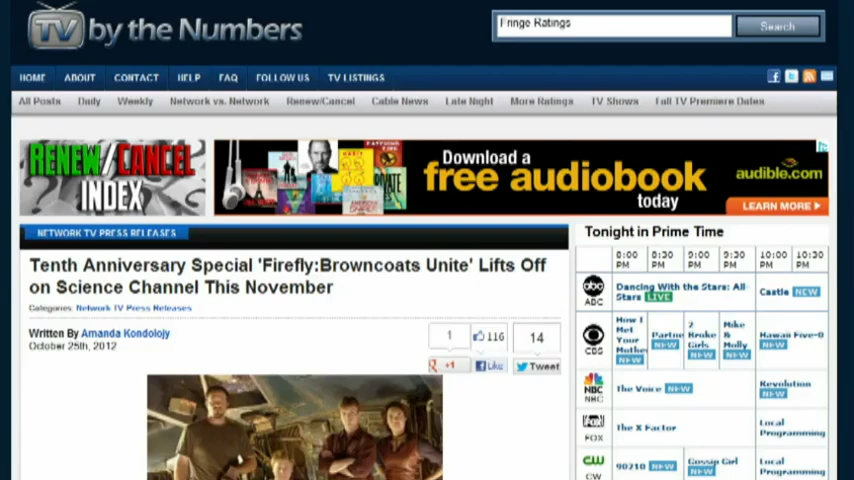 TV by the Numbers
Fringe Ratings
Search
HOME ABOUT CONTACT HELP FAQ FOLLOW US TV LISTINGS
All Posts Daily Weekly Network vs. Network Renew/Cancel Cable News Late Night More Ratings TV Shows Fall TV Premiere Dates
RENEW/CANCEL
INDEX
Download a
free audiobook
today
audible.com
LEARN MORE
NETWORK TV PRESS RELEASES
Tenth Anniversary Special 'Firefly:Browncoats Unite' Lifts Off
on Science Channel This November
Categories: Network TV Press Releases
Written By Amanda Kondolojy
October 25th, 2012
1 116 14
+1 Like Tweet
Tonight in Prime Time
8:00 PM 8:30 PM 9:00 PM 9:30 PM 10:00 PM 10:30 PM
abc
ABC
Dancing With the Stars: All-
Stars LIVE
Castle NEW
CBS
How I
Met
Your
Mother
NEW
Partne
NEW
2
Broke
Girls
NEW
Mike
&
Molly
NEW
Hawaii Five-0
NEW
NBC
NBC
The Voice NEW
Revolution
NEW
FOX
FOX
The X Factor
Local
Programming
CW
CW
90210 NEW
Gossip Girl
NEW
Local
Programming